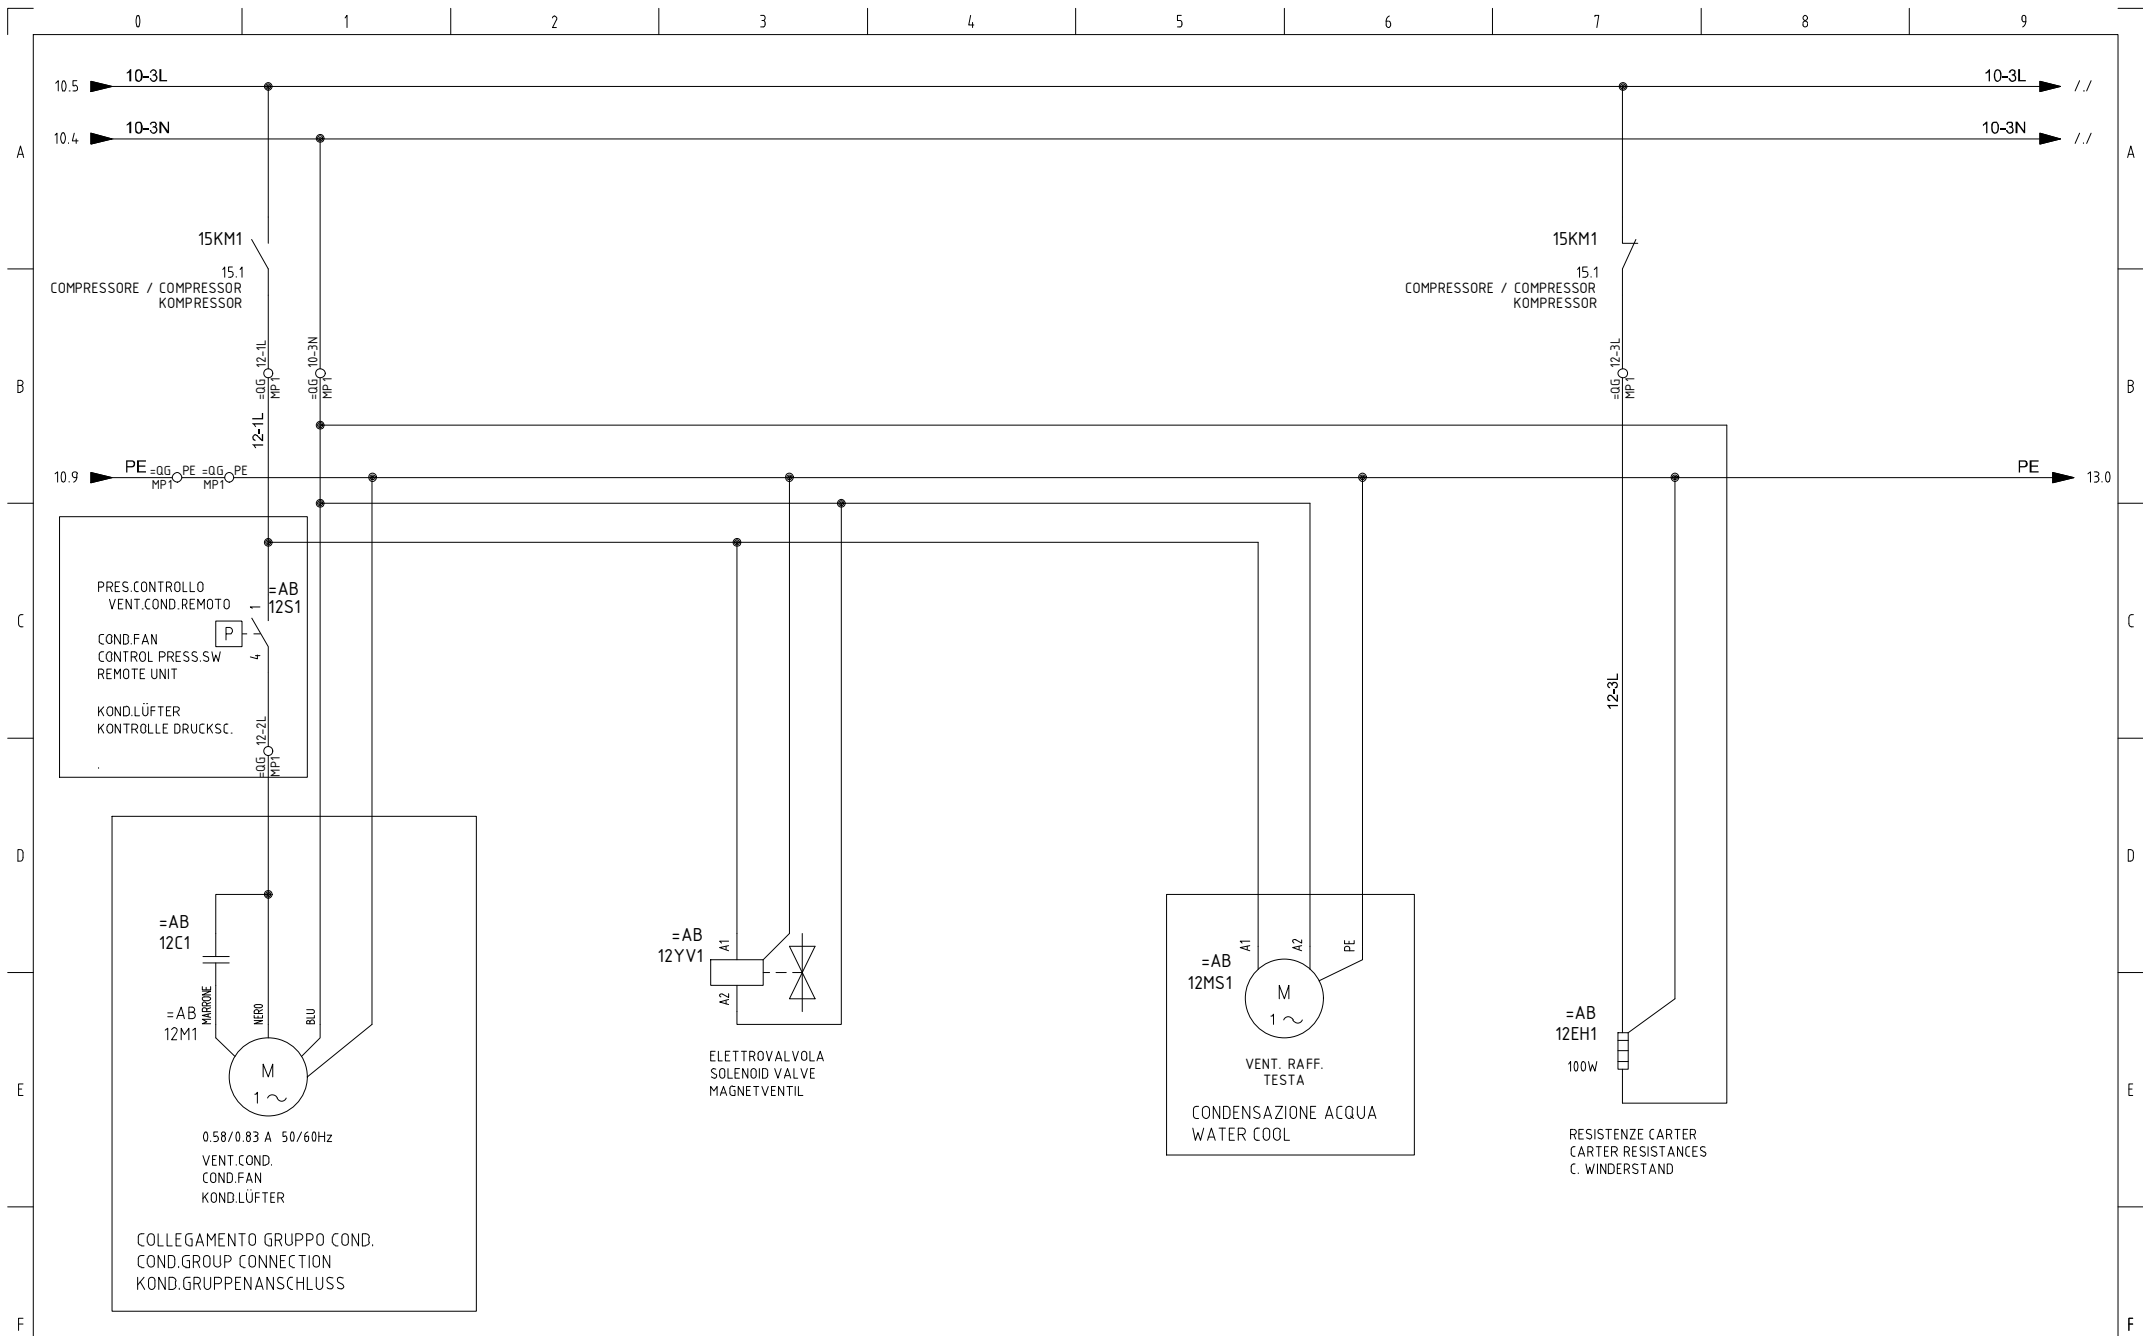 0 1 2 3 4 5 6 7 8 9
10.5 10-3L 10-3L /./
10.4 10-3N 10-3N /./
A A
15KM1 15KM1
15.1 15.1
COMPRESSORE / COMPRESSOR COMPRESSORE / COMPRESSOR
KOMPRESSOR KOMPRESSOR
=QG 12-1L
MP1
=QG 10-3N
MP1
=QG 12-3L
MP1
B B
12-1L
10.9 PE =QG PE =QG PE PE 13.0
MP1 MP1
PRES.CONTROLLO
VENT.COND.REMOTO
=AB
12S1
1
P
4
COND.FAN
CONTROL PRESS.SW
REMOTE UNIT
KOND.LÜFTER
KONTROLLE DRUCKSC.
.
=QG 12-2L
MP1
C C
12-3L
D D
=AB
12C1
MARRONE
NERO
BLU
=AB
12M1
M
1 ~
0.58/0.83 A 50/60Hz
VENT.COND.
COND.FAN
KOND.LÜFTER
COLLEGAMENTO GRUPPO COND.
COND.GROUP CONNECTION
KOND.GRUPPENANSCHLUSS
=AB
12YV1
A1
A2
ELETTROVALVOLA
SOLENOID VALVE
MAGNETVENTIL
A1
A2
PE
=AB
12MS1
M
1 ~
VENT. RAFF.
TESTA
CONDENSAZIONE ACQUA
WATER COOL
=AB
12EH1
100W
RESISTENZE CARTER
CARTER RESISTANCES
C. WINDERSTAND
E E
F F